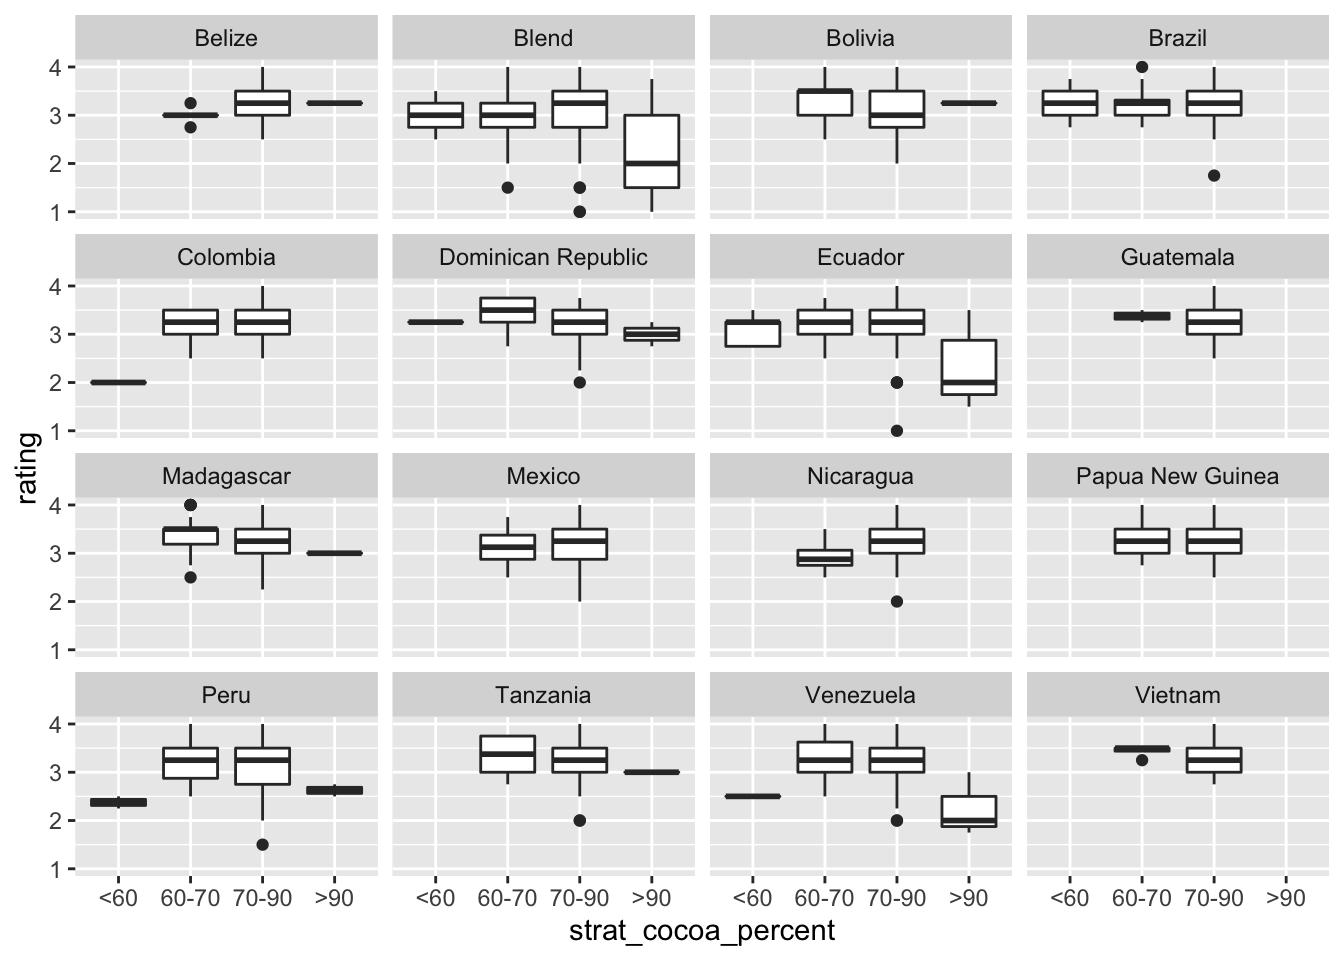 Belize Blend Bolivia Brazil
4
3
2
1
Colombia Dominican Republic Ecuador Guatemala
4
3
2
1
rating
Madagascar Mexico Nicaragua Papua New Guinea
4
3
2
1
Peru Tanzania Venezuela Vietnam
4
3
2
1
<60 60-70 70-90 >90 <60 60-70 70-90 >90 <60 60-70 70-90 >90 <60 60-70 70-90 >90
strat_cocoa_percent